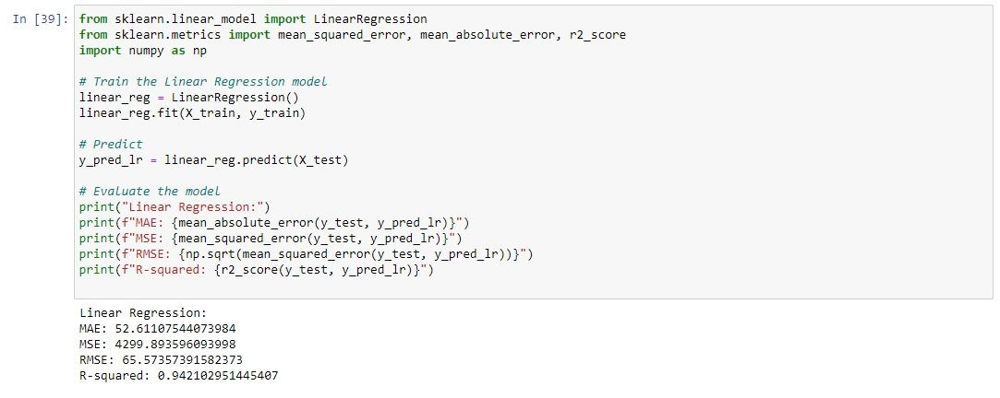 In [39]:
from sklearn.linear_model import LinearRegression
from sklearn.metrics import mean_squared_error, mean_absolute_error, r2_score
import numpy as np
# Train the Linear Regression model
linear_reg = LinearRegression()
linear_reg.fit(X_train, y_train)
# Predict
y_pred_lr = linear_reg.predict(X_test)
# Evaluate the model
print("Linear Regression:")
print(f"MAE: {mean_absolute_error(y_test, y_pred_lr)}")
print(f"MSE: {mean_squared_error(y_test, y_pred_lr)}")
print(f"RMSE: {np.sqrt(mean_squared_error(y_test, y_pred_lr))}")
print(f"R-squared: {r2_score(y_test, y_pred_lr)}")
Linear Regression:
MAE: 52.61107544073984
MSE: 4299.893596093998
RMSE: 65.57357391582373
R-squared: 0.942102951445407